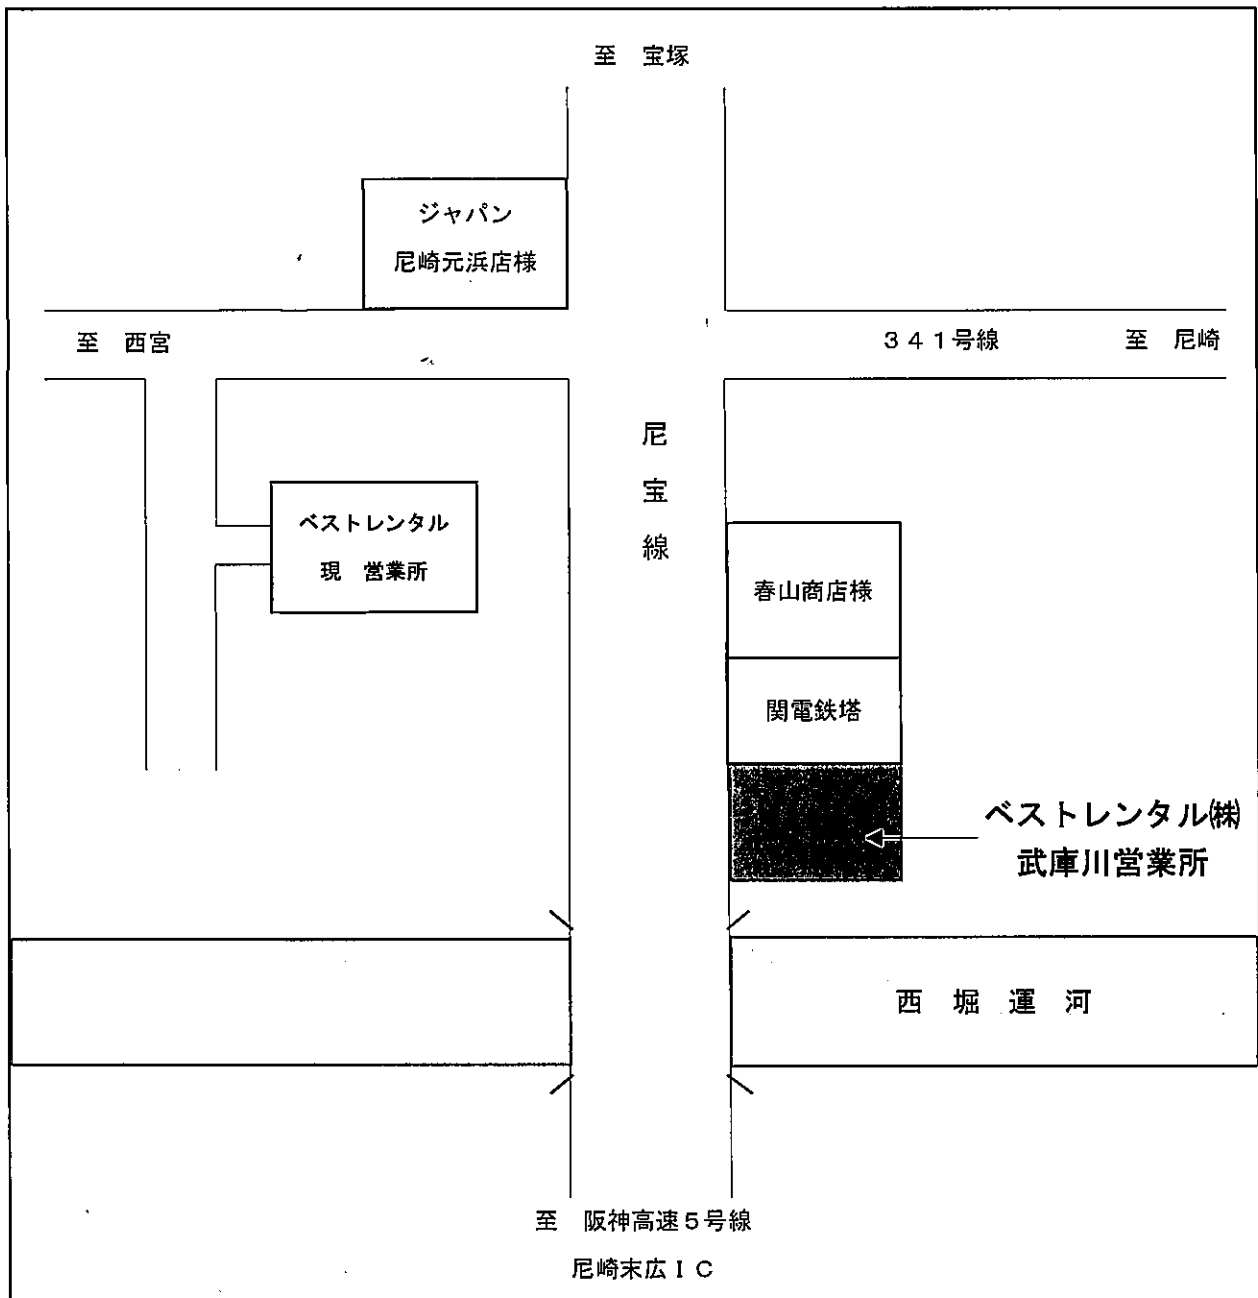 至　宝塚
ジャパン
尼崎元浜店様
至　西宮
３４１号線　至　尼崎
尼宝線
ベストレンタル
現　営業所
春山商店様
関電鉄塔
ベストレンタル㈱
武庫川営業所
西堀運河
至　阪神高速５号線
尼崎末広ＩＣ